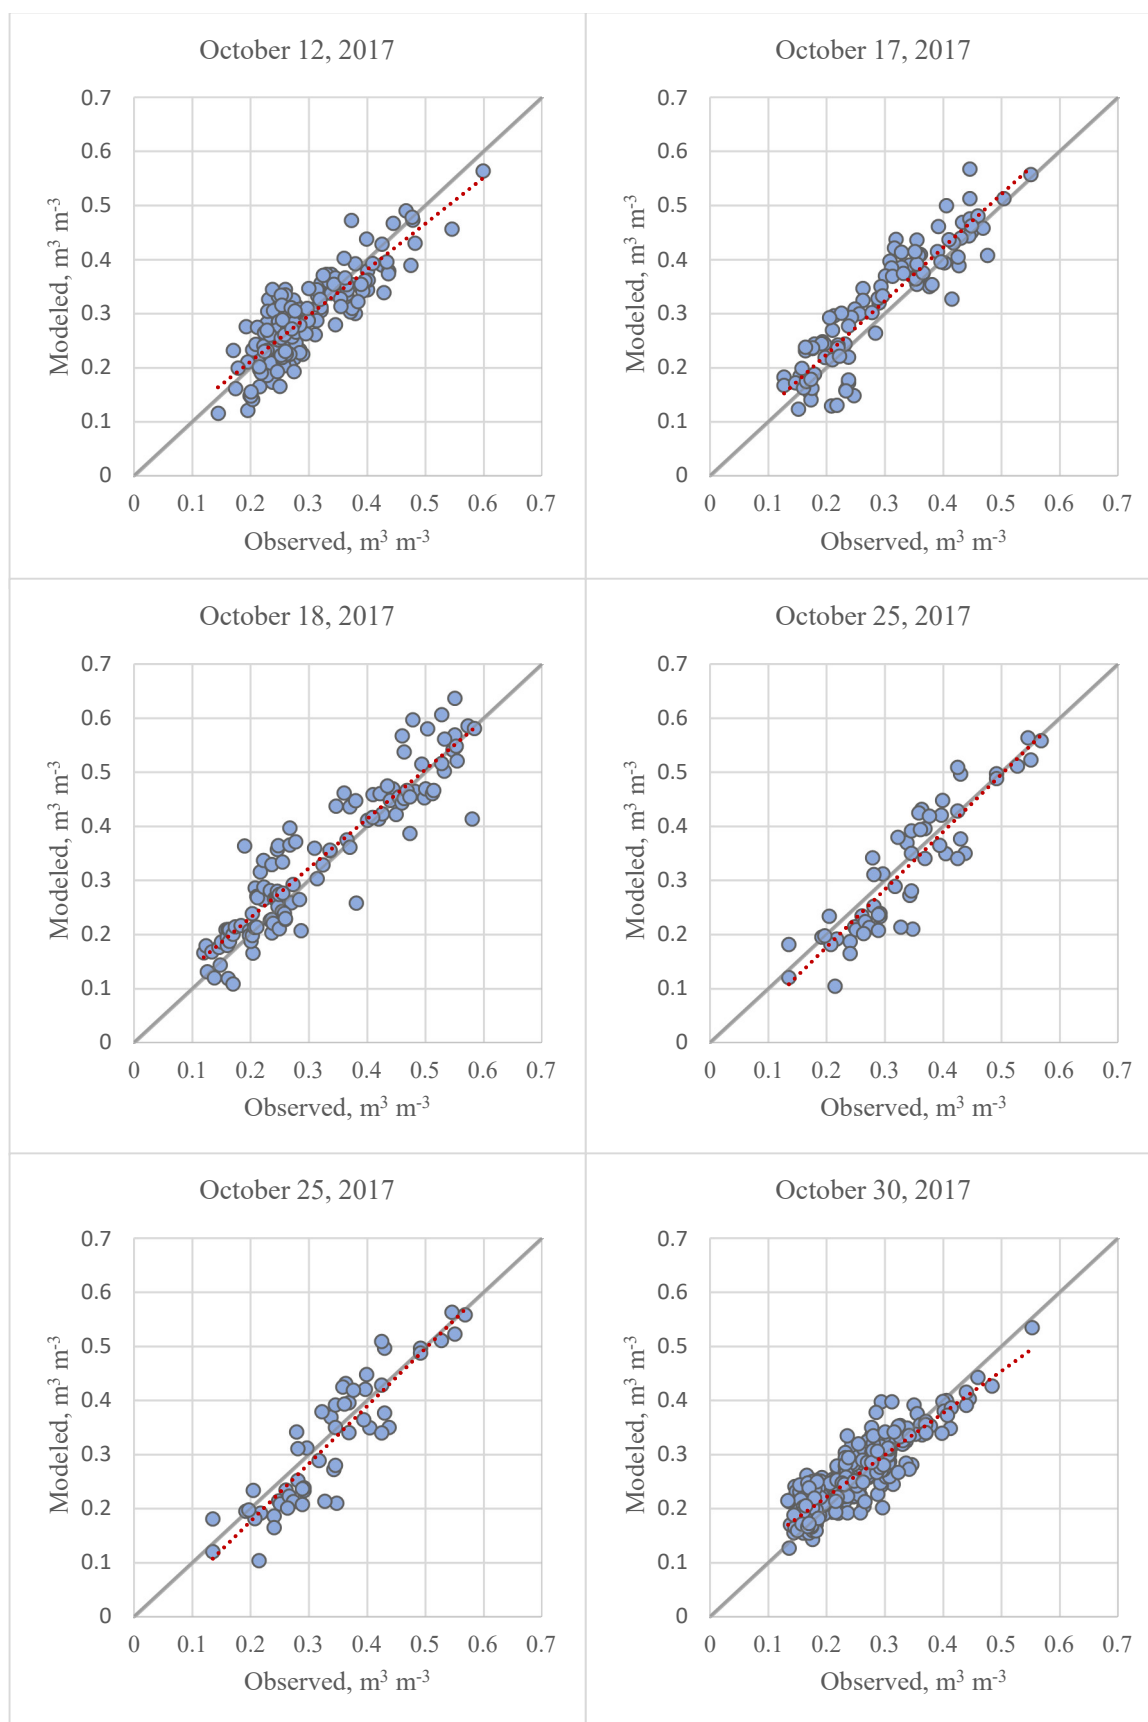 October 12, 2017
0.7
0.6
0.5
0.4
0.3
0.2
0.1
0
Modeled, m³ m⁻³
0 0.1 0.2 0.3 0.4 0.5 0.6 0.7
Observed, m³ m⁻³
October 17, 2017
0.7
0.6
0.5
0.4
0.3
0.2
0.1
0
Modeled, m³ m⁻³
0 0.1 0.2 0.3 0.4 0.5 0.6 0.7
Observed, m³ m⁻³
October 18, 2017
0.7
0.6
0.5
0.4
0.3
0.2
0.1
0
Modeled, m³ m⁻³
0 0.1 0.2 0.3 0.4 0.5 0.6 0.7
Observed, m³ m⁻³
October 25, 2017
0.7
0.6
0.5
0.4
0.3
0.2
0.1
0
Modeled, m³ m⁻³
0 0.1 0.2 0.3 0.4 0.5 0.6 0.7
Observed, m³ m⁻³
October 25, 2017
0.7
0.6
0.5
0.4
0.3
0.2
0.1
0
Modeled, m³ m⁻³
0 0.1 0.2 0.3 0.4 0.5 0.6 0.7
Observed, m³ m⁻³
October 30, 2017
0.7
0.6
0.5
0.4
0.3
0.2
0.1
0
Modeled, m³ m⁻³
0 0.1 0.2 0.3 0.4 0.5 0.6 0.7
Observed, m³ m⁻³